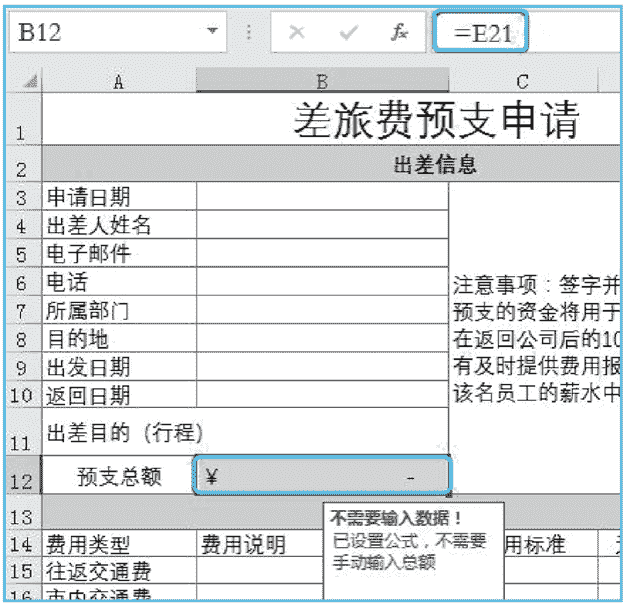 B12 fx =E21
A B C
1 差旅费预支申请
2 出差信息
3 申请日期
4 出差人姓名
5 电子邮件
6 电话
注意事项：签字并
7 所属部门
预支的资金将用于
8 目的地
在返回公司后的10
9 出发日期
有及时提供费用报
10 返回日期
该名员工的薪水中
11 出差目的（行程）
12 预支总额 ¥ -
13
不需要输入数据！
已设置公式，不需要
手动输入总额
14 费用类型 费用说明 用标准
15 往返交通费
16 市内交通费